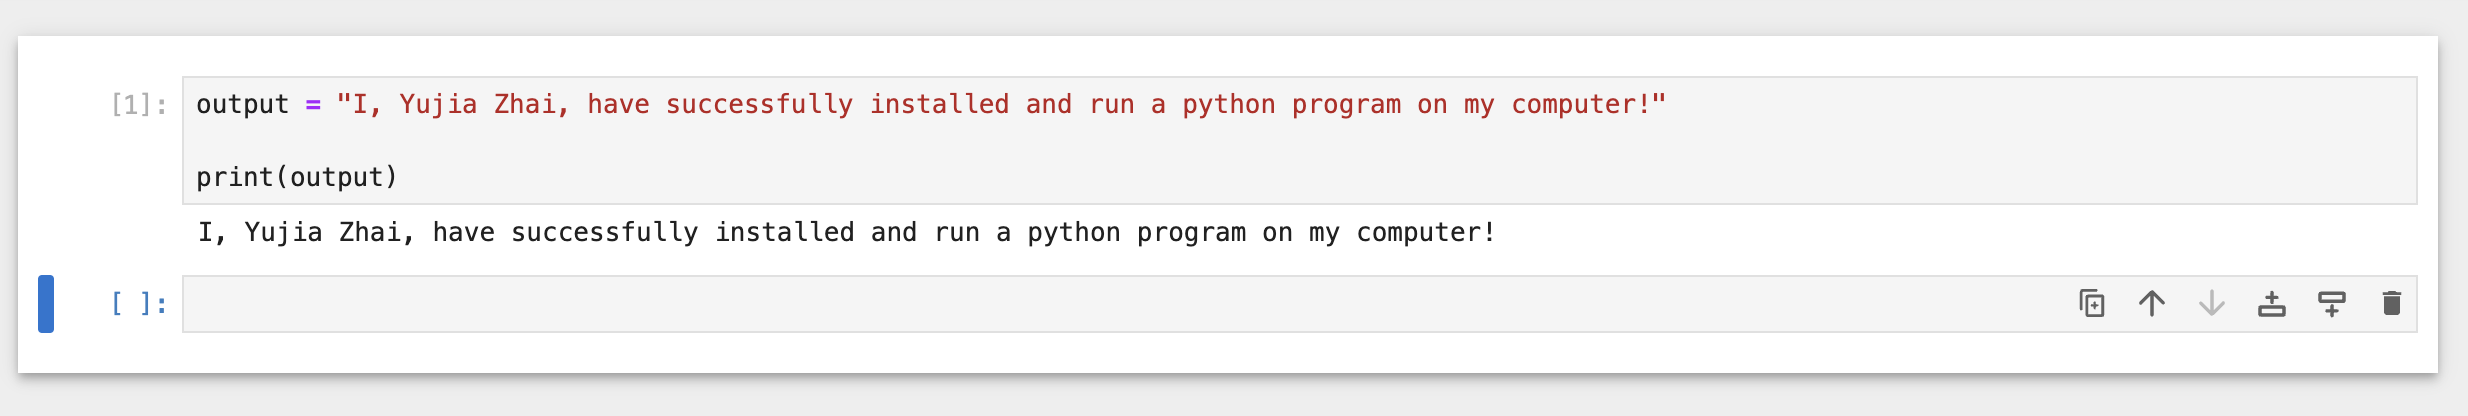 [1]: output = "I, Yujia Zhai, have successfully installed and run a python program on my computer!"
print(output)
I, Yujia Zhai, have successfully installed and run a python program on my computer!
[ ]: